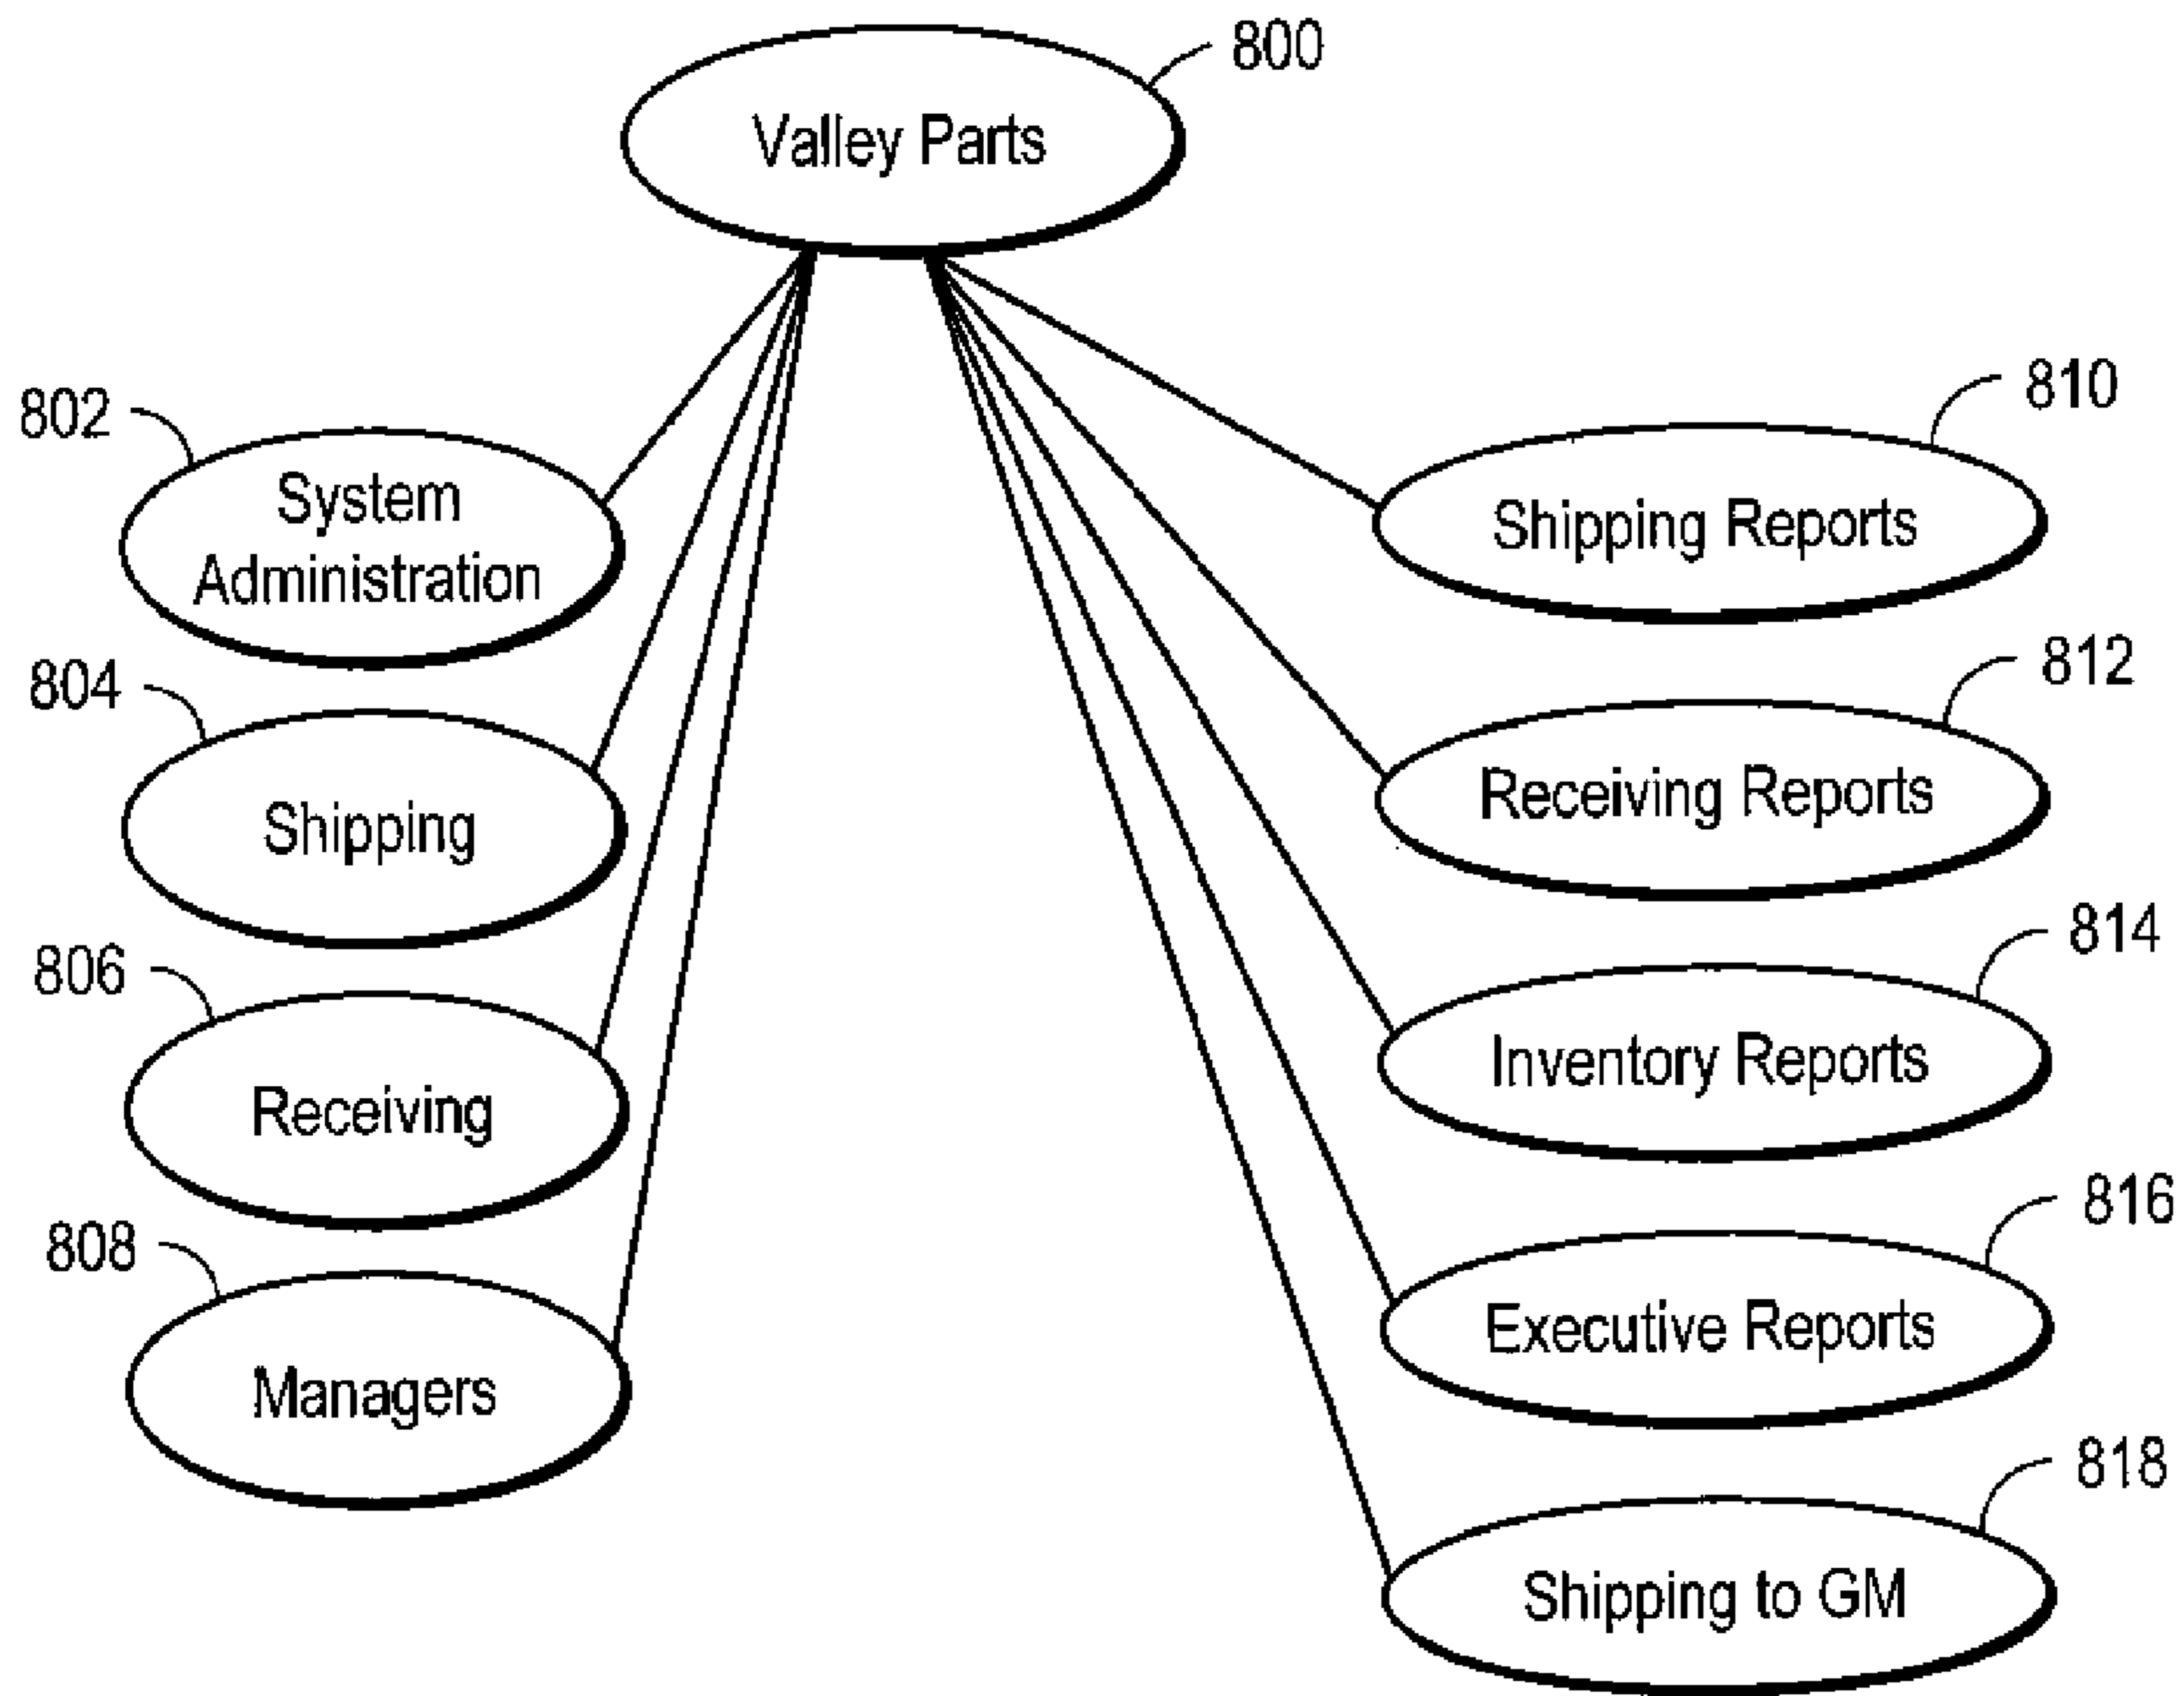 800
Valley Parts
802
System
Administration
804
Shipping
806
Receiving
808
Managers
810
Shipping Reports
812
Receiving Reports
814
Inventory Reports
816
Executive Reports
818
Shipping to GM